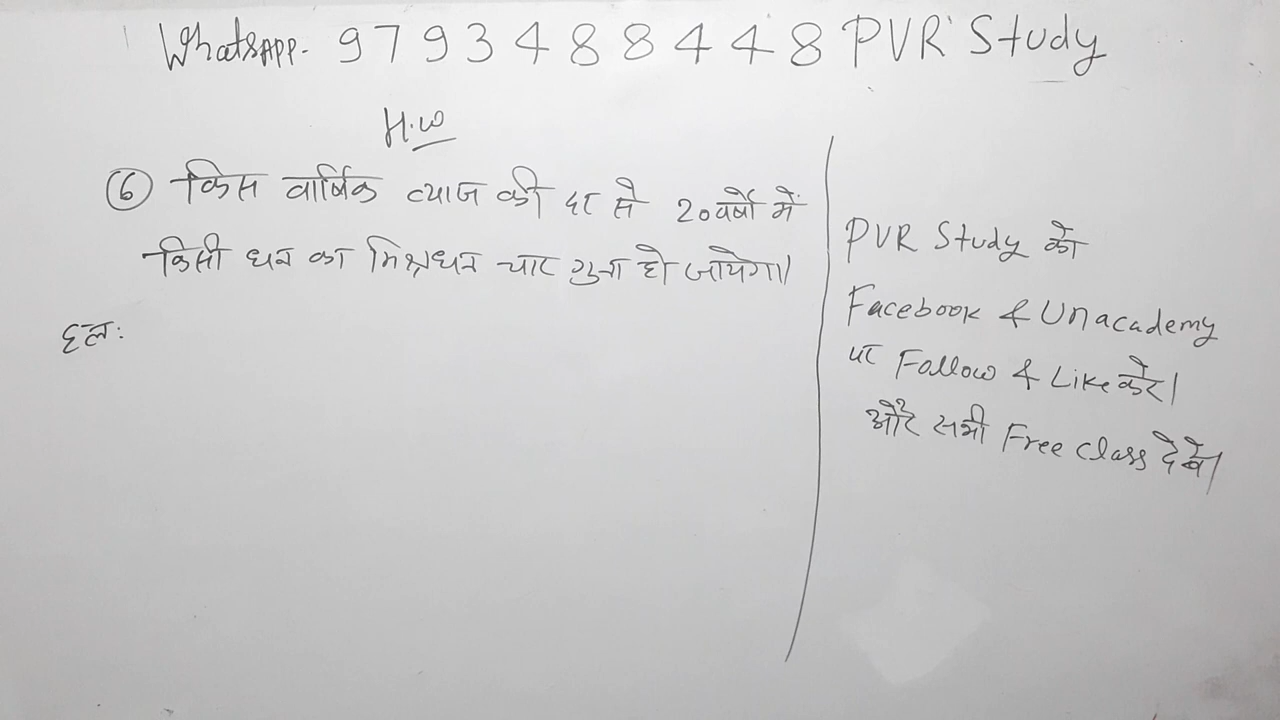 WhatsAPP- 9793488448 PVR Study
H.W
⑥ किस वार्षिक व्याज की दर से 20 वर्षो में
किसी धन का मिश्रधन चार गुना हो जायेगा।
हलः
PVR Study को
Facebook & Unacademy
पर Follow & Like करे।
और सभी Free class देखे।